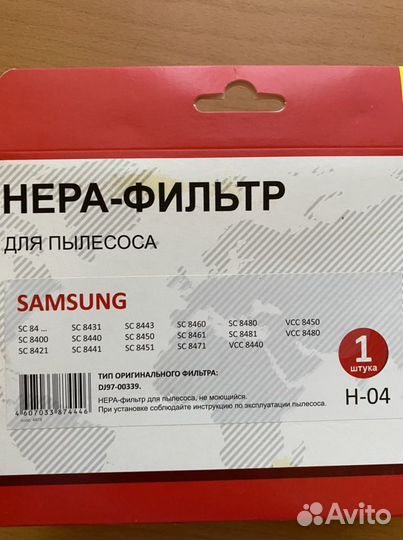 НЕРА-ФИЛЬТР
ДЛЯ ПЫЛЕСОСА
SAMSUNG
SC 84 ... SC 8431 SC 8443 SC 8460 SC 8480 VCC 8450
SC 8400 SC 8440 SC 8450 SC 8461 SC 8481 VCC 8480
SC 8421 SC 8441 SC 8451 SC 8471 VCC 8440
1
штука
ТИП ОРИГИНАЛЬНОГО ФИЛЬТРА:
DJ97-00339.
HEPA-фильтр для пылесоса, не моющийся.
При установке соблюдайте инструкцию по эксплуатации пылесоса.
4 607033 874446
H-04
Avito